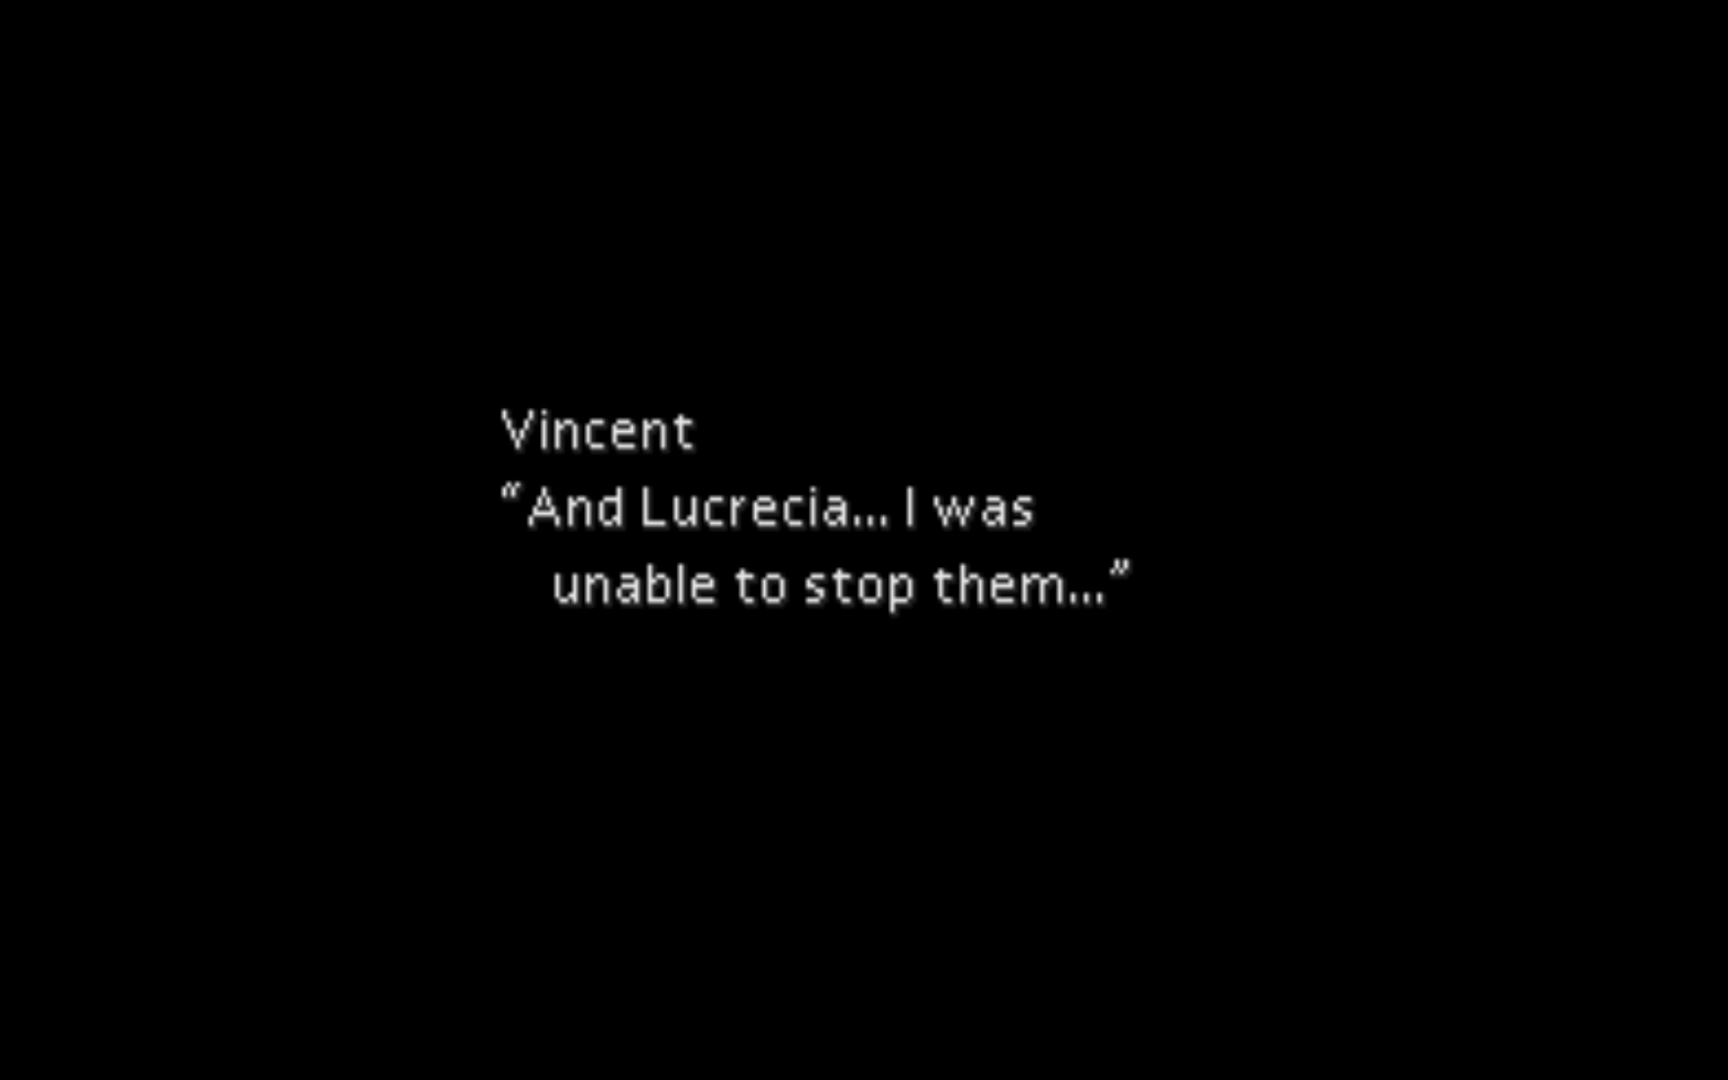 Vincent
“And Lucrecia... I was
unable to stop them...”